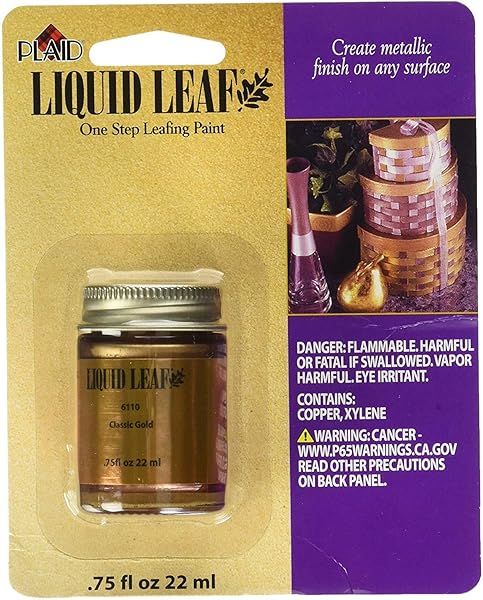 PLAID
LIQUID LEAF®
One Step Leafing Paint
Create metallic
finish on any surface
LIQUID LEAF
6110
Classic Gold
.75fl oz 22 ml
DANGER: FLAMMABLE. HARMFUL
OR FATAL IF SWALLOWED. VAPOR
HARMFUL. EYE IRRITANT.
CONTAINS:
COPPER, XYLENE
WARNING: CANCER -
WWW.P65WARNINGS.CA.GOV
READ OTHER PRECAUTIONS
ON BACK PANEL.
.75 fl oz 22 ml